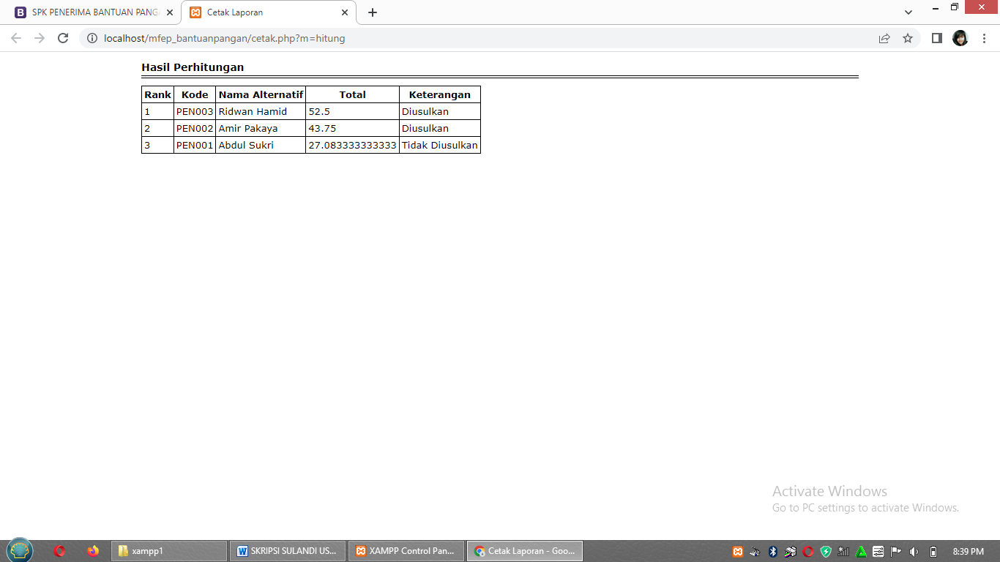 SPK PENERIMA BANTUAN PANG
Cetak Laporan
localhost/mfep_bantuanpangan/cetak.php?m=hitung
Hasil Perhitungan
Rank Kode Nama Alternatif Total Keterangan
1 PEN003 Ridwan Hamid 52.5 Diusulkan
2 PEN002 Amir Pakaya 43.75 Diusulkan
3 PEN001 Abdul Sukri 27.083333333333 Tidak Diusulkan
Activate Windows
Go to PC settings to activate Windows.
xampp1
SKRIPSI SULANDI US...
XAMPP Control Pan...
Cetak Laporan - Goo...
8:39 PM